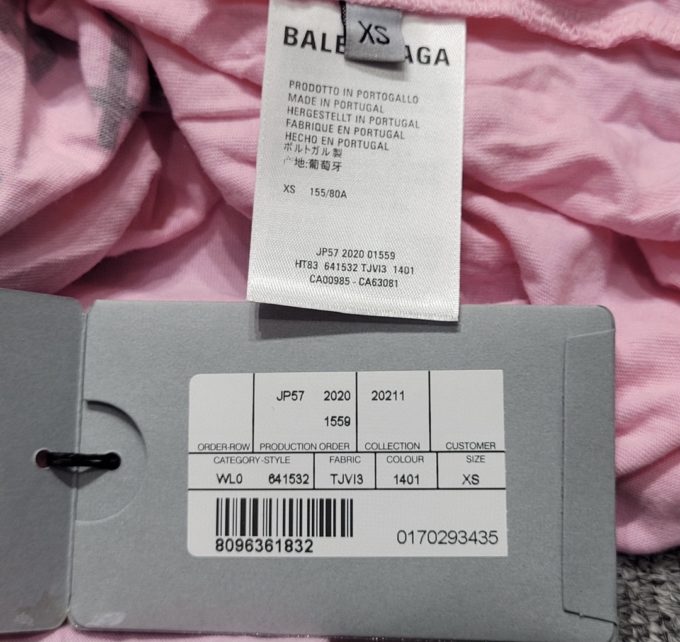 XS
BALE AGA
PRODOTTO IN PORTOGALLO
MADE IN PORTUGAL
HERGESTELLT IN PORTUGAL
FABRIQUE EN PORTUGAL
HECHO EN PORTUGAL
ポルトガル製
产地:葡萄牙
XS 155/80A
JP57 2020 01559
HT83 641532 TJVI3 1401
CA00985 - CA63081
JP57 2020 20211
1559
ORDER-ROW PRODUCTION ORDER COLLECTION CUSTOMER
CATEGORY-STYLE FABRIC COLOUR SIZE
WL0 641532 TJVI3 1401 XS
8096361832 0170293435